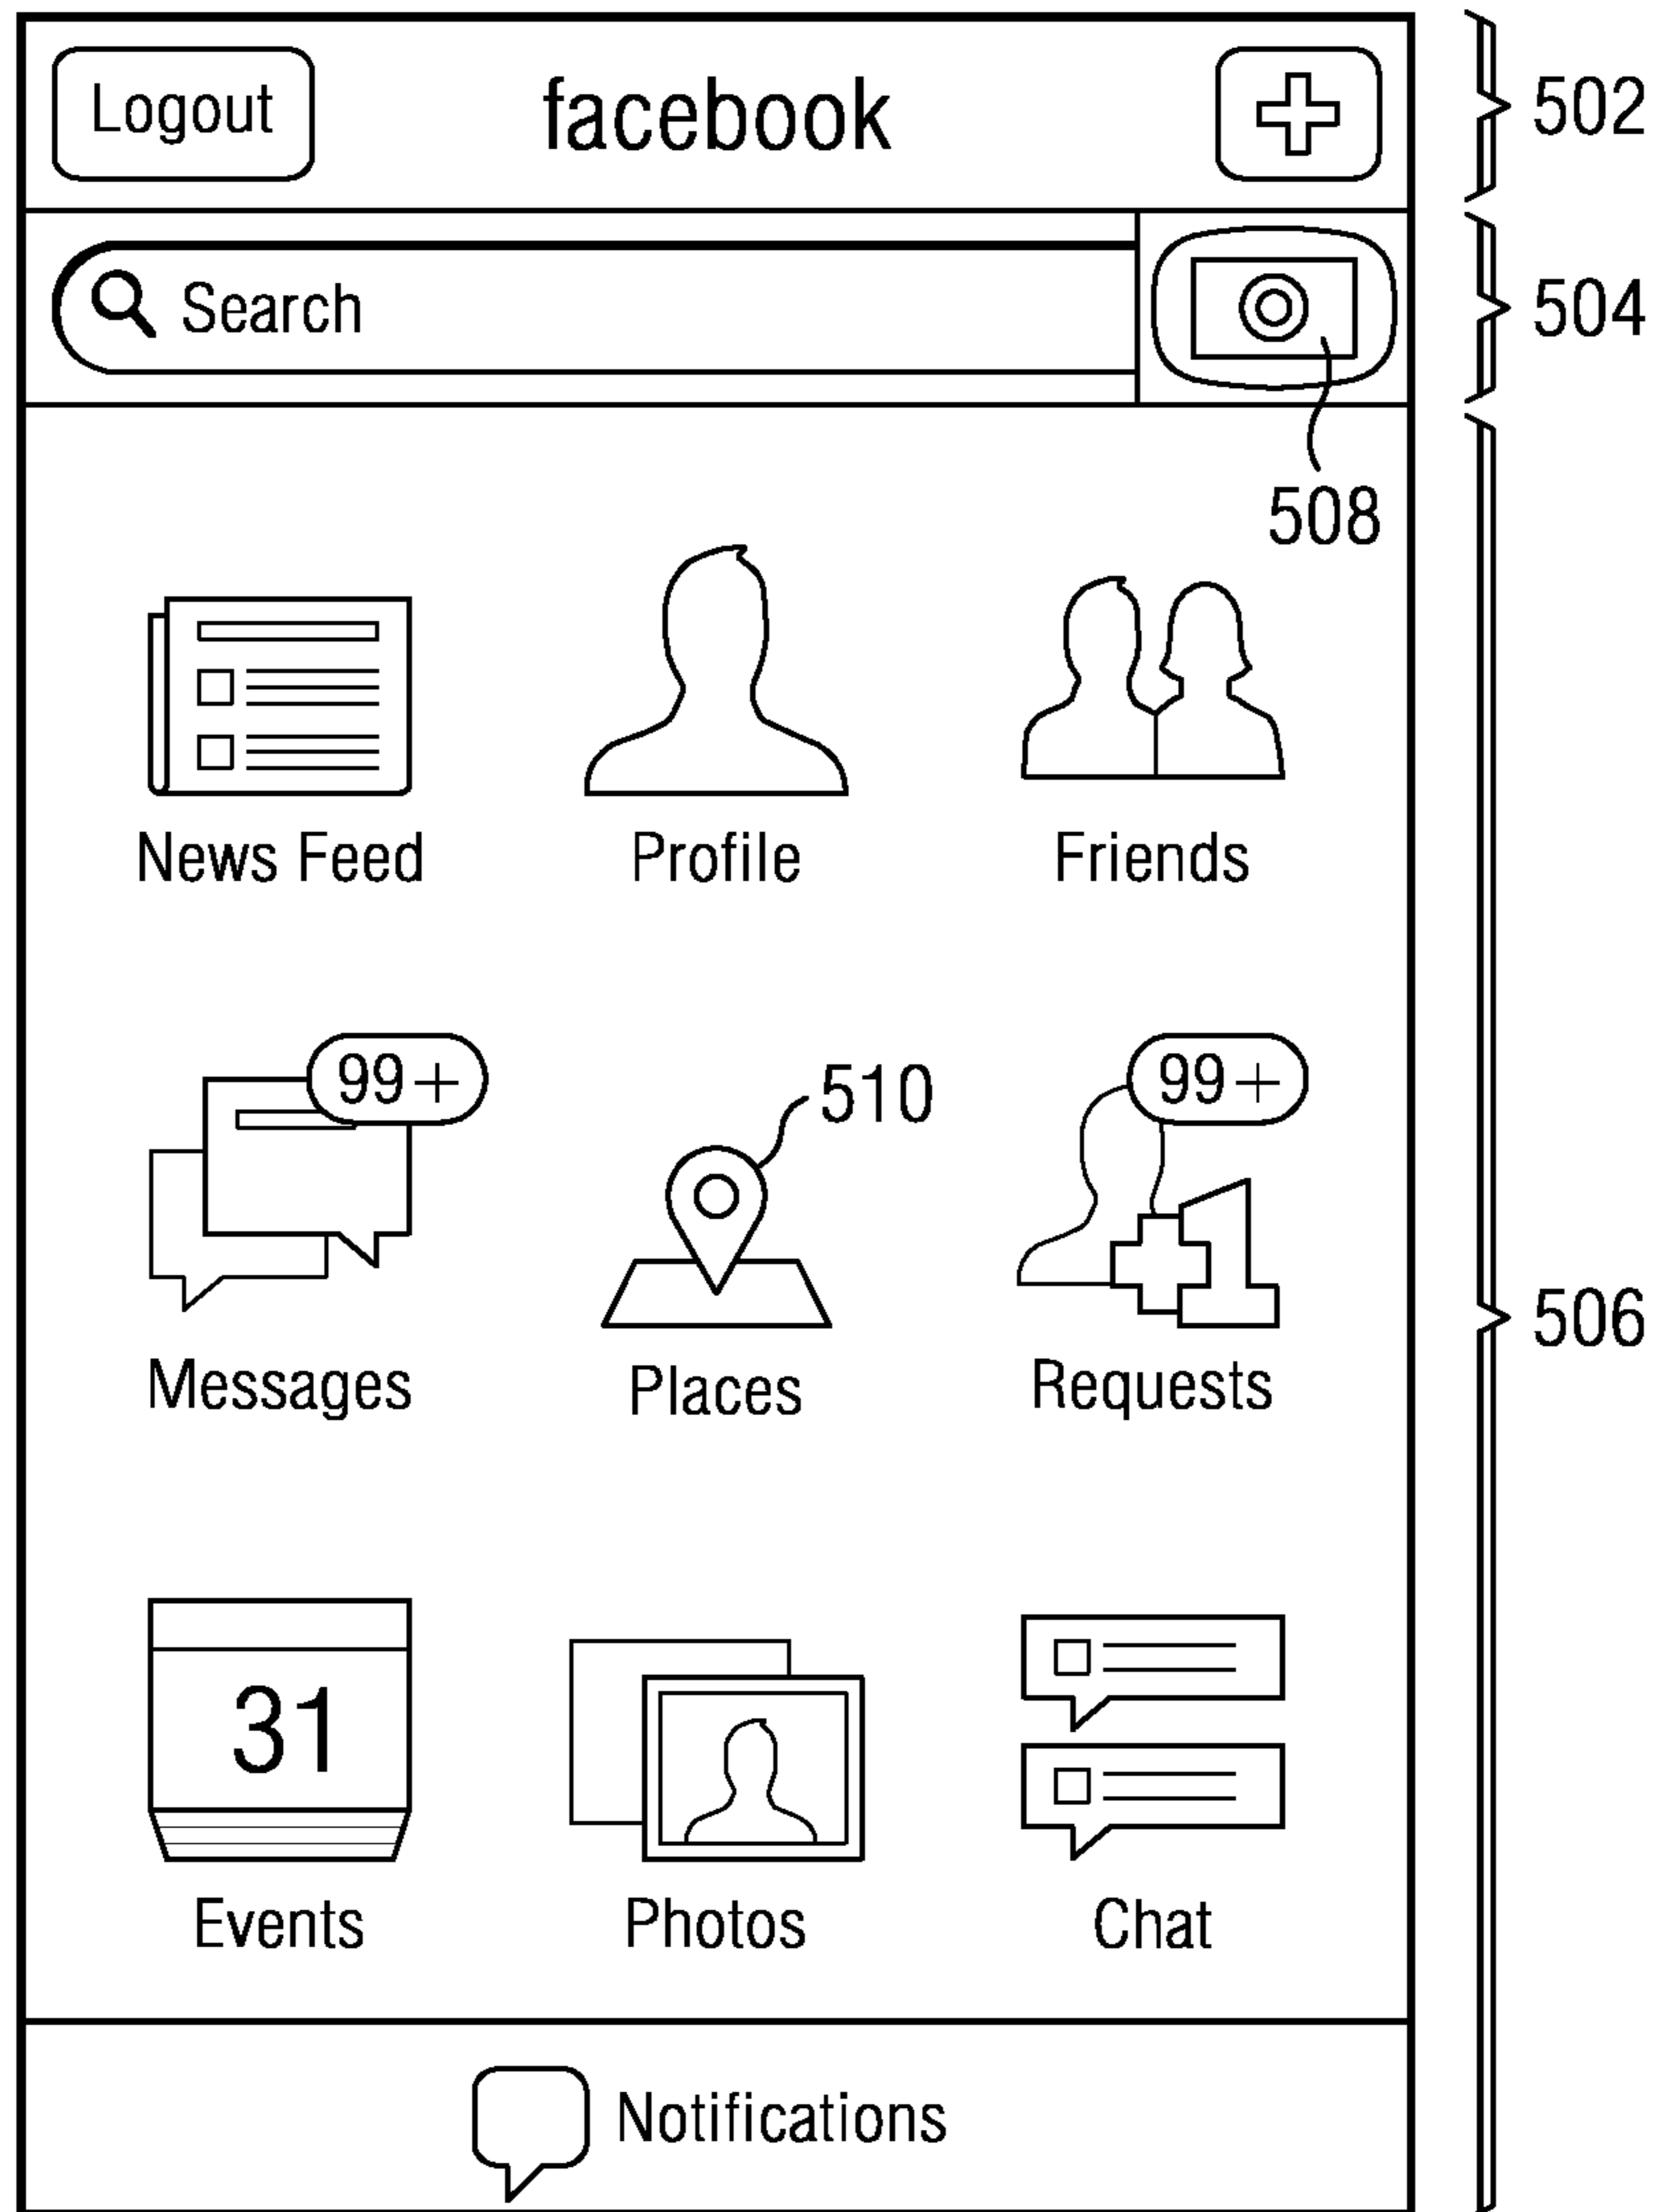 Logout facebook 502
Search 504
508
News Feed Profile Friends
99+ 510 99+
506
Messages Places Requests
31
Events Photos Chat
Notifications